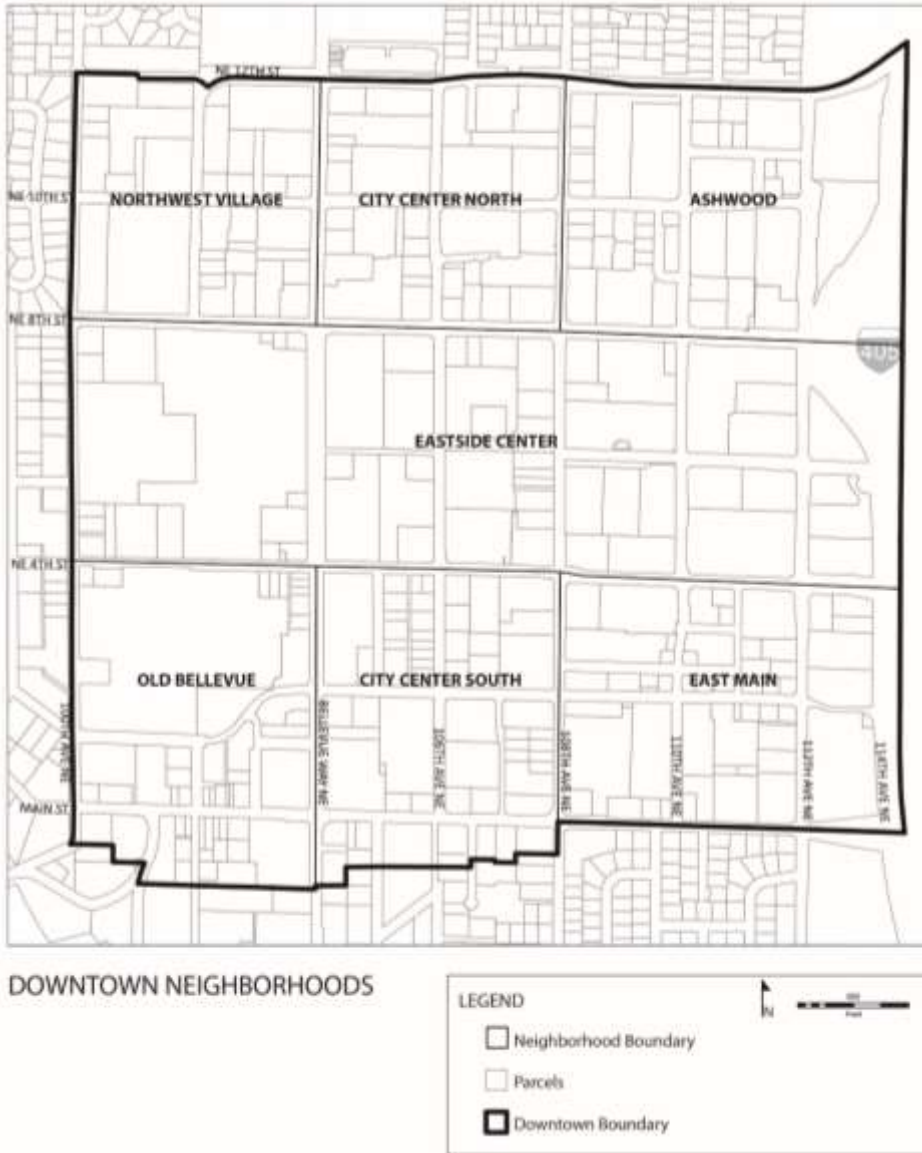 NE 12TH ST
NE 10TH ST
NORTHWEST VILLAGE
CITY CENTER NORTH
ASHWOOD
NE 8TH ST
405
EASTSIDE CENTER
NE 4TH ST
OLD BELLEVUE
CITY CENTER SOUTH
EAST MAIN
100TH AVE NE
BELLEVUE WAY NE
106TH AVE NE
108TH AVE NE
110TH AVE NE
112TH AVE NE
114TH AVE NE
MAIN ST
DOWNTOWN NEIGHBORHOODS
LEGEND
N
Feet
Neighborhood Boundary
Parcels
Downtown Boundary